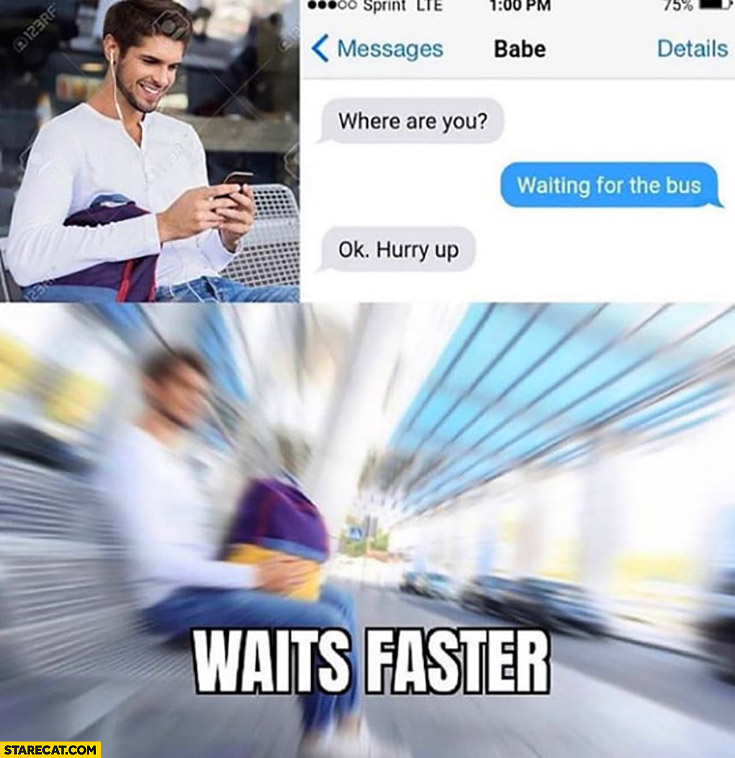 123RF
Sprint LTE 1:00 PM 75%
Messages Babe Details
Where are you?
Waiting for the bus
Ok. Hurry up
WAITS FASTER
STARECAT.COM